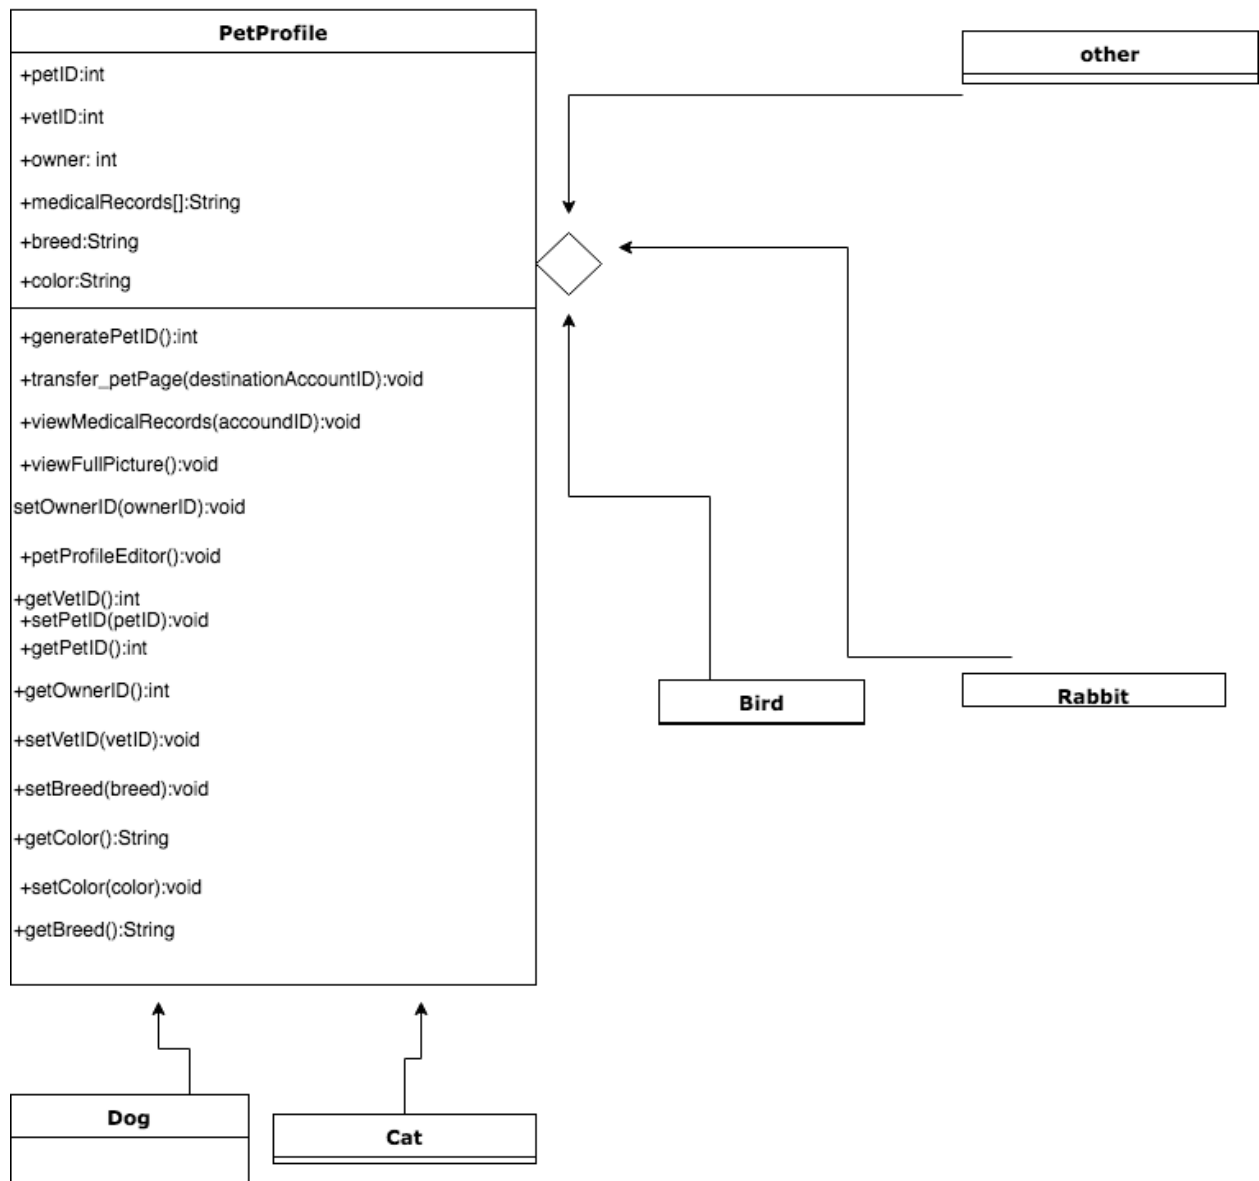 PetProfile
+petID:int
+vetID:int
+owner: int
+medicalRecords[]:String
+breed:String
+color:String
+generatePetID():int
+transfer_petPage(destinationAccountID):void
+viewMedicalRecords(accoundID):void
+viewFullPicture():void
setOwnerID(ownerID):void
+petProfileEditor():void
+getVetID():int
+setPetID(petID):void
+getPetID():int
+getOwnerID():int
+setVetID(vetID):void
+setBreed(breed):void
+getColor():String
+setColor(color):void
+getBreed():String
other
Bird
Rabbit
Dog
Cat